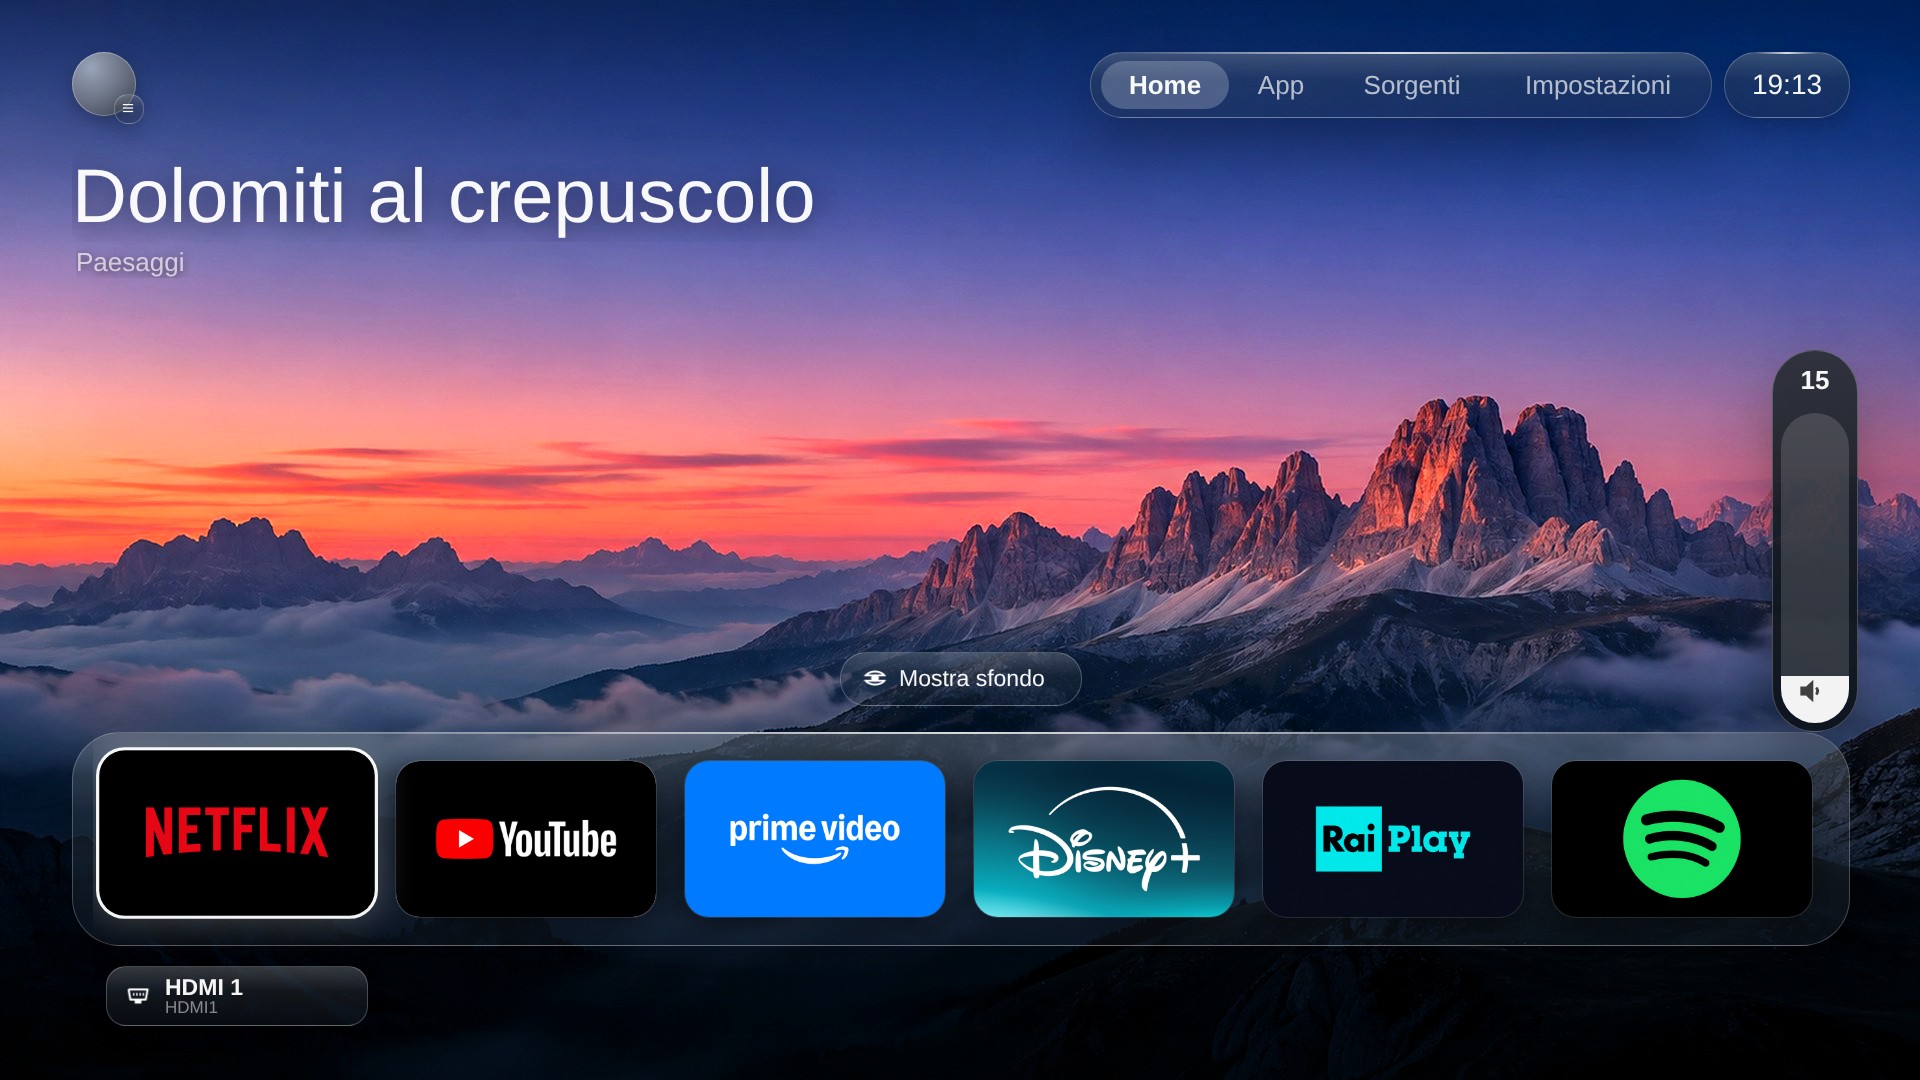 Home
App
Sorgenti
Impostazioni
19:13
Dolomiti al crepuscolo
Paesaggi
15
Mostra sfondo
NETFLIX
YouTube
prime video
Disney+
Rai Play
HDMI 1
HDMI1